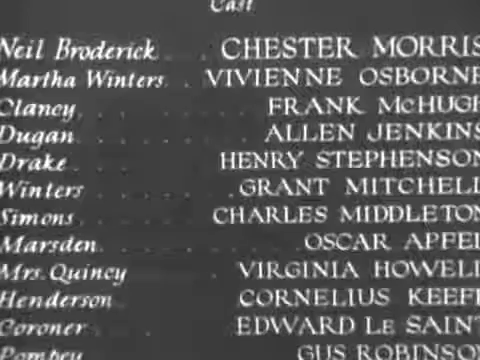 Cast
Neil Broderick . . CHESTER MORRIS
Martha Winters . . VIVIENNE OSBORNE
Clancy . . . . . . FRANK McHUGH
Dugan . . . . . . ALLEN JENKINS
Drake . . . . . HENRY STEPHENSON
Winters . . . . . GRANT MITCHELL
Simons . . . . CHARLES MIDDLETON
Marsden . . . . . . OSCAR APFEL
Mrs. Quincy . . . VIRGINIA HOWELL
Henderson . . . CORNELIUS KEEFE
Coroner . . . EDWARD LE SAINT
Pompey . . . . . GUS ROBINSON